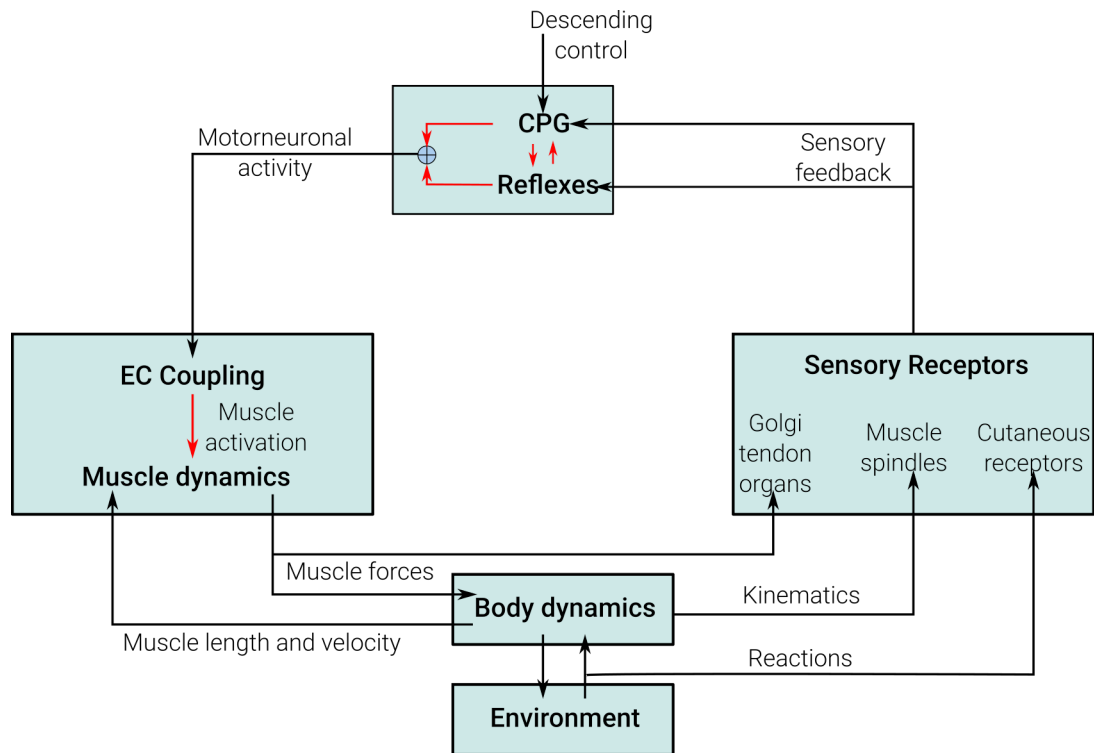 Descending
control
CPG
Reflexes
Motorneuronal
activity
Sensory
feedback
EC Coupling
Muscle
activation
Muscle dynamics
Sensory Receptors
Golgi
tendon
organs
Muscle
spindles
Cutaneous
receptors
Muscle forces
Body dynamics
Kinematics
Muscle length and velocity
Reactions
Environment